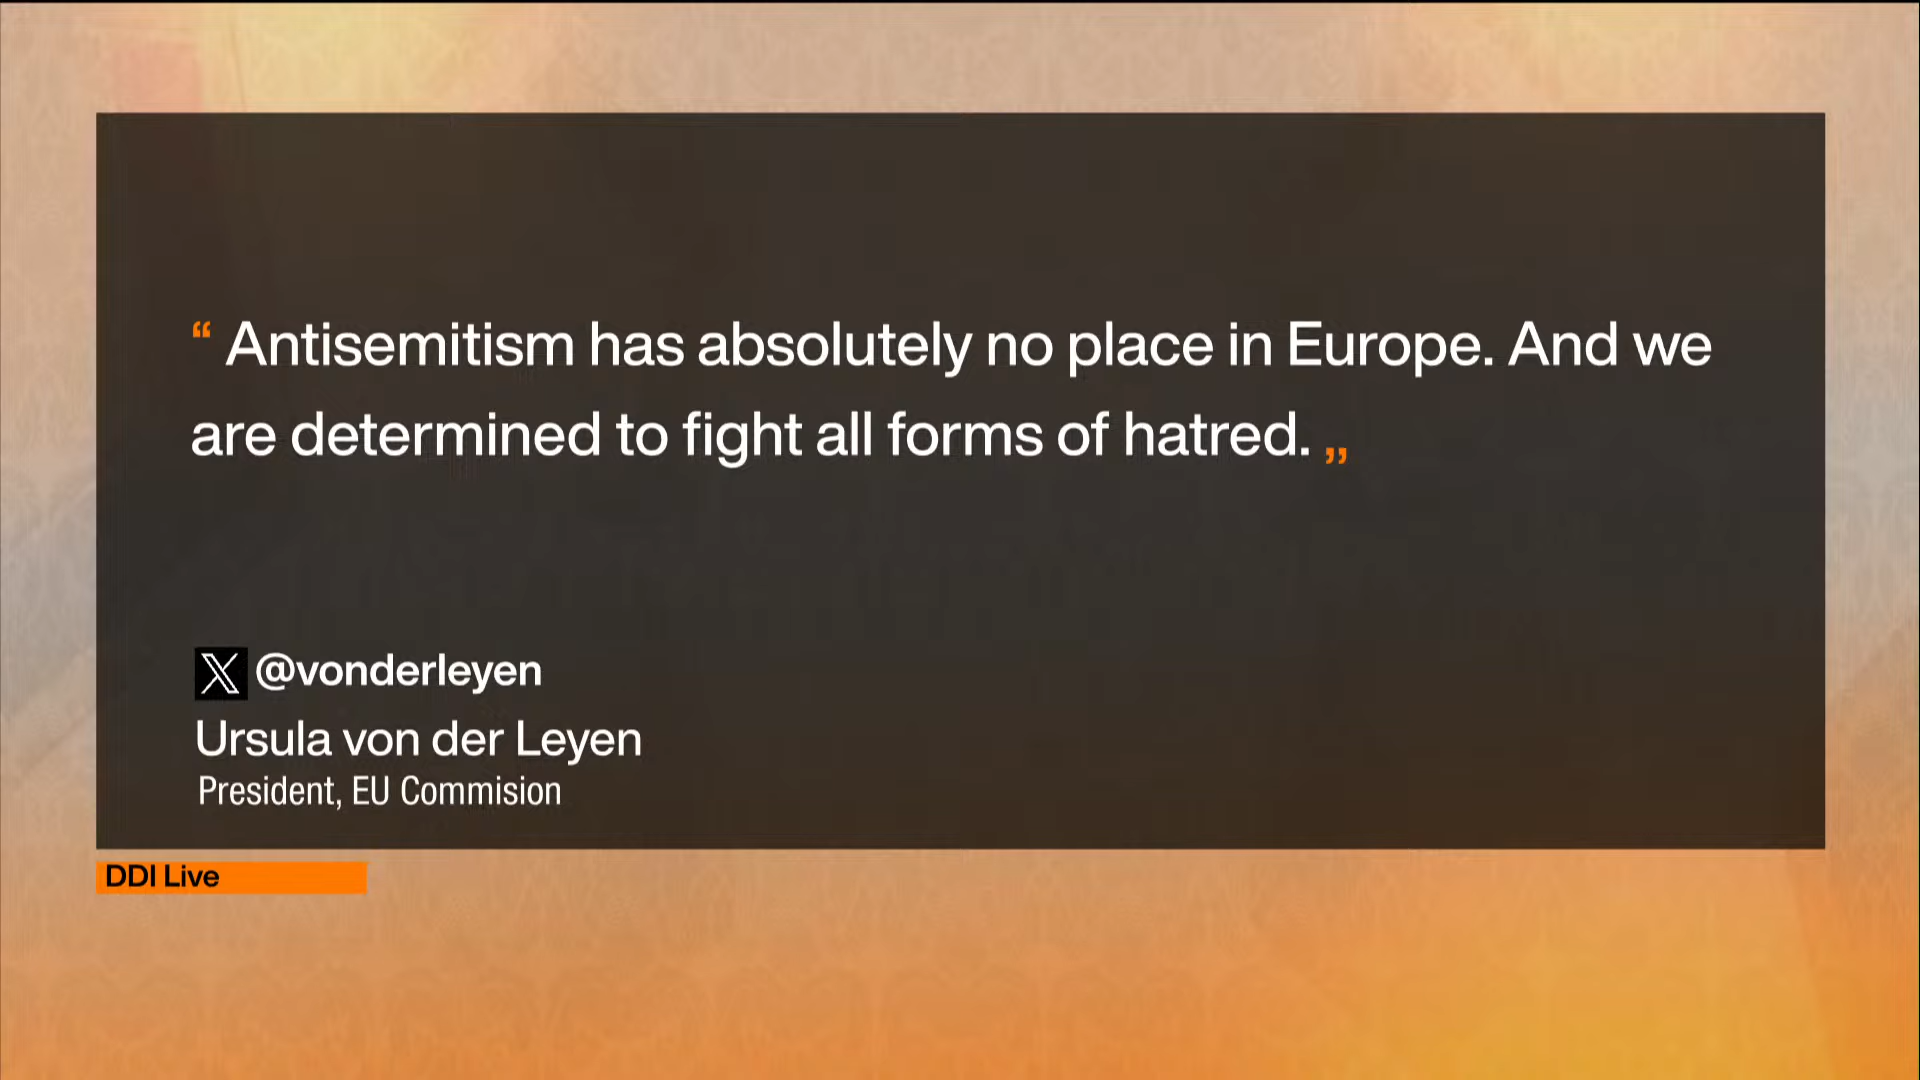 “ Antisemitism has absolutely no place in Europe. And we
are determined to fight all forms of hatred. „
X @vonderleyen
Ursula von der Leyen
President, EU Commision
DDI Live